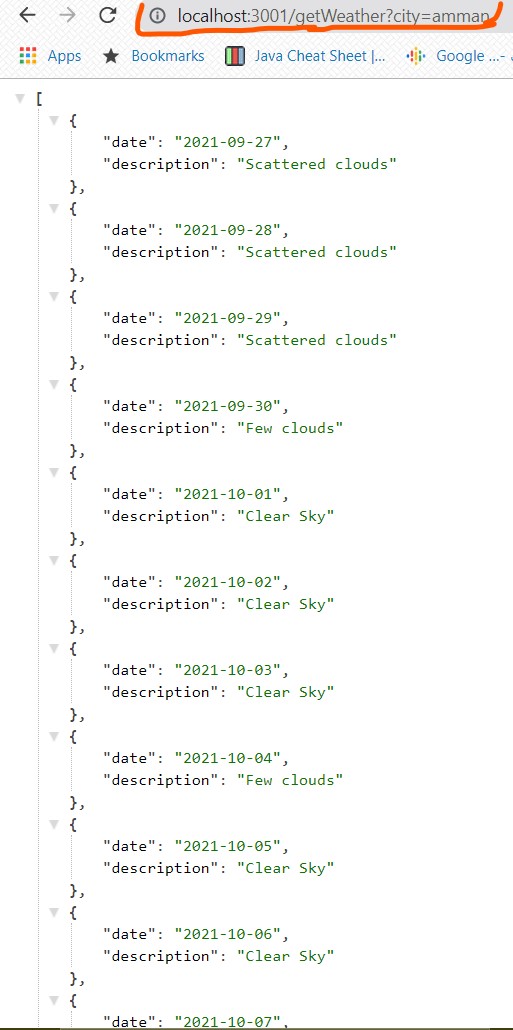 localhost:3001/getWeather?city=amman
Apps Bookmarks Java Cheat Sheet |... Google ...-
[
{
"date": "2021-09-27",
"description": "Scattered clouds"
},
{
"date": "2021-09-28",
"description": "Scattered clouds"
},
{
"date": "2021-09-29",
"description": "Scattered clouds"
},
{
"date": "2021-09-30",
"description": "Few clouds"
},
{
"date": "2021-10-01",
"description": "Clear Sky"
},
{
"date": "2021-10-02",
"description": "Clear Sky"
},
{
"date": "2021-10-03",
"description": "Clear Sky"
},
{
"date": "2021-10-04",
"description": "Few clouds"
},
{
"date": "2021-10-05",
"description": "Clear Sky"
},
{
"date": "2021-10-06",
"description": "Clear Sky"
},
{
"date": "2021-10-07",